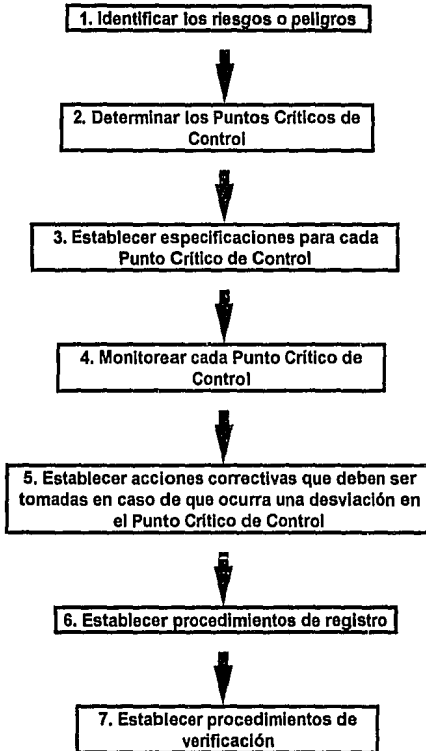 1. Identificar los riesgos o peligros
2. Determinar los Puntos Críticos de
Control
3. Establecer especificaciones para cada
Punto Crítico de Control
4. Monitorear cada Punto Crítico de
Control
5. Establecer acciones correctivas que deben ser
tomadas en caso de que ocurra una desviación en
el Punto Crítico de Control
6. Establecer procedimientos de registro
7. Establecer procedimientos de
verificación